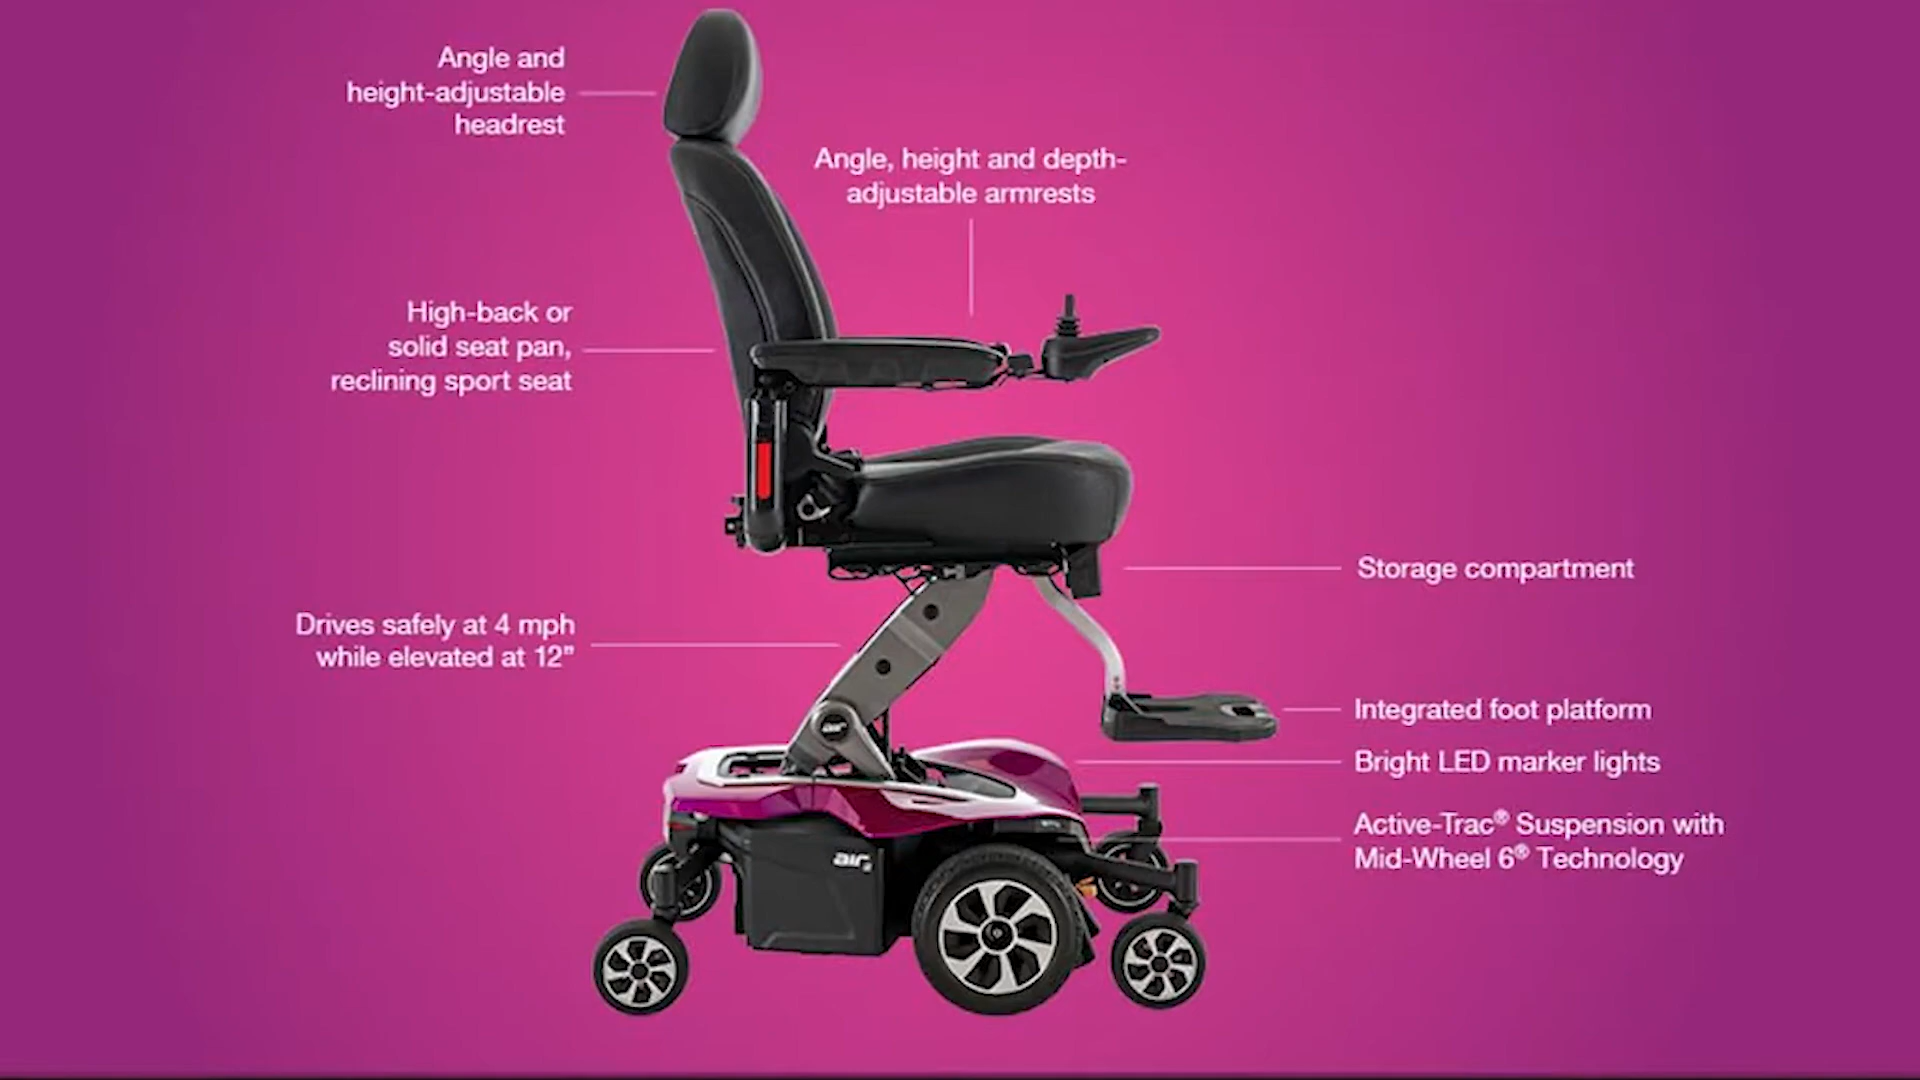 Angle and
height-adjustable
headrest
Angle, height and depth-
adjustable armrests
High-back or
solid seat pan,
reclining sport seat
Storage compartment
Drives safely at 4 mph
while elevated at 12”
Integrated foot platform
air
Bright LED marker lights
Active-Trac® Suspension with
Mid-Wheel 6® Technology
air2